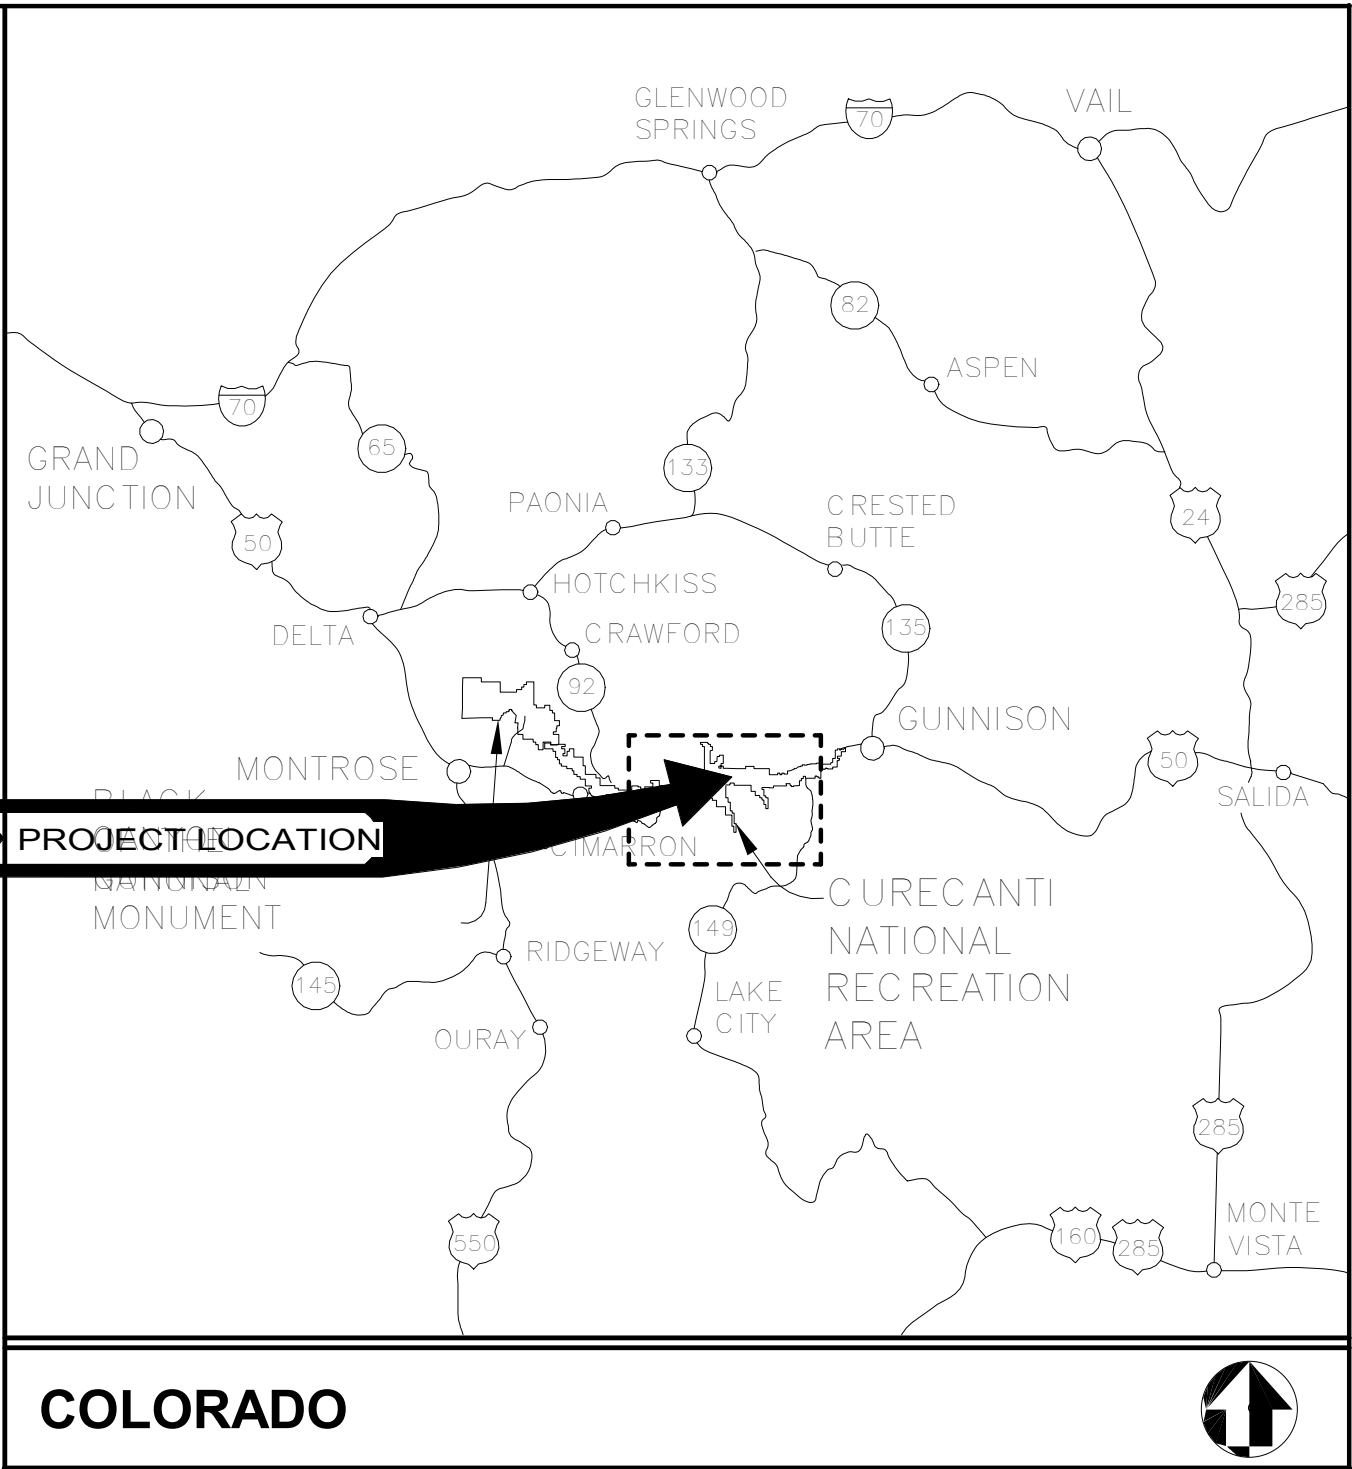 GLENWOOD
SPRINGS
70
VAIL
82
ASPEN
70
65
GRAND
JUNCTION
133
PAONIA
CRESTED
BUTTE
24
50
HOTCHKISS
285
DELTA
CRAWFORD
135
92
GUNNISON
MONTROSE
50
SALIDA
BLACK
PROJECT LOCATION
CIMARRON
NATIONAL
MONUMENT
CURECANTI
NATIONAL
RECREATION
AREA
149
RIDGEWAY
145
LAKE
CITY
OURAY
285
550
160
285
MONTE
VISTA
COLORADO